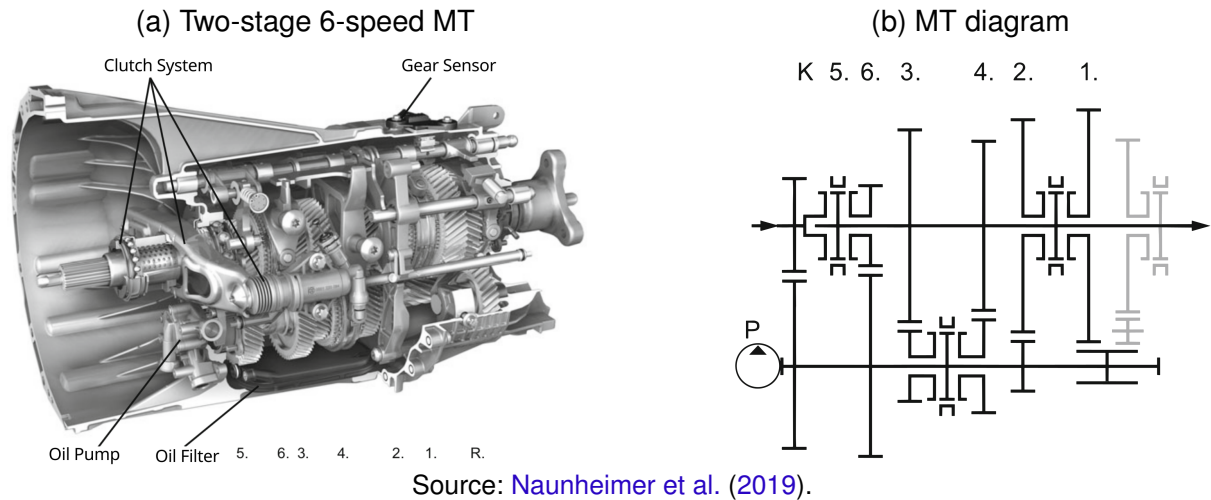 (a) Two-stage 6-speed MT
Clutch System
Gear Sensor
Oil Pump
Oil Filter
5. 6. 3. 4. 2. 1. R.
(b) MT diagram
K 5. 6. 3. 4. 2. 1.
P
Source: Naunheimer et al. (2019).